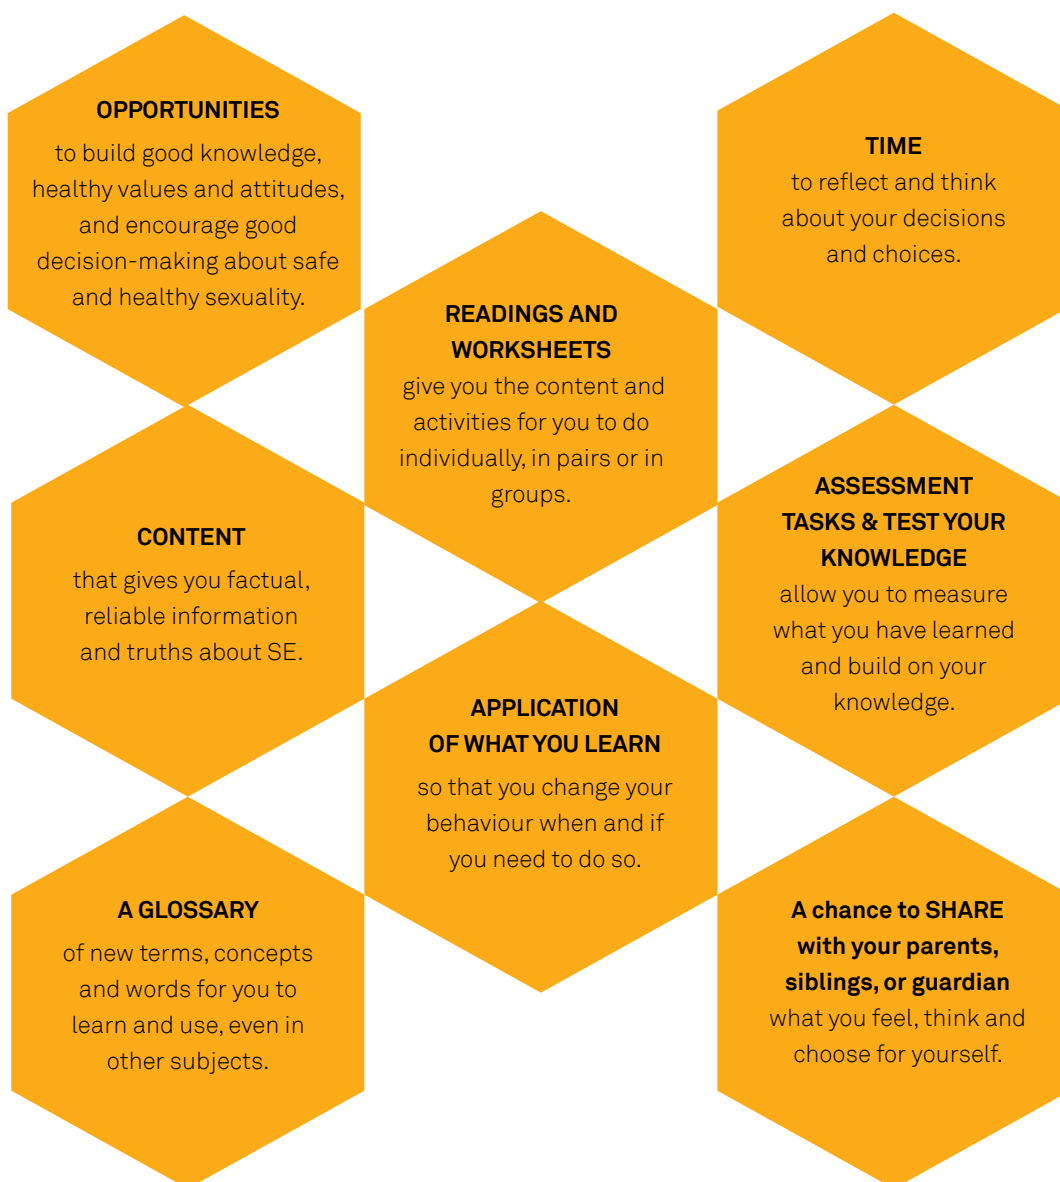 OPPORTUNITIES
to build good knowledge,
healthy values and attitudes,
and encourage good
decision-making about safe
and healthy sexuality.
TIME
to reflect and think
about your decisions
and choices.
READINGS AND
WORKSHEETS
give you the content and
activities for you to do
individually, in pairs or in
groups.
CONTENT
that gives you factual,
reliable information
and truths about SE.
ASSESSMENT
TASKS & TEST YOUR
KNOWLEDGE
allow you to measure
what you have learned
and build on your
knowledge.
APPLICATION
OF WHAT YOU LEARN
so that you change your
behaviour when and if
you need to do so.
A GLOSSARY
of new terms, concepts
and words for you to
learn and use, even in
other subjects.
A chance to SHARE
with your parents,
siblings, or guardian
what you feel, think and
choose for yourself.